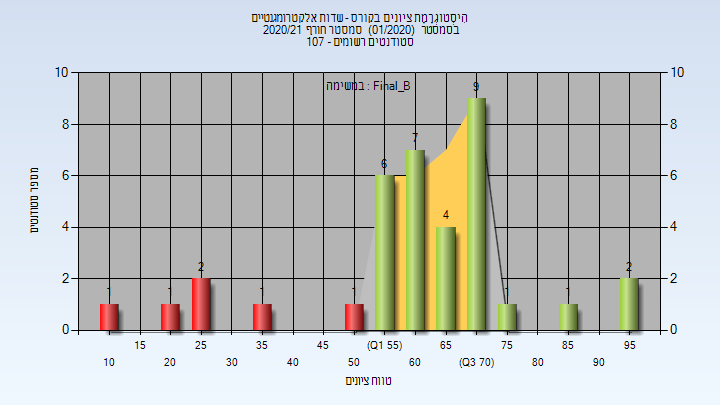 הִיסְטוֹגְרָמַת ציונים בקורס - שדות אלקטרומגנטיים
בסמסטר (01/2020) סמסטר חורף 2020/21
סטודנטים רשומים - 107
במשימה : Final_B
מספר סטודנטים
10 10
8 8
6 6
4 4
2 2
0 0
1 1 2 1 1 6 7 4 9 1 1 2
15 25 35 45 (Q1 55) 65 75 85 95
10 20 30 40 50 60 (Q3 70) 80 90
טווח ציונים